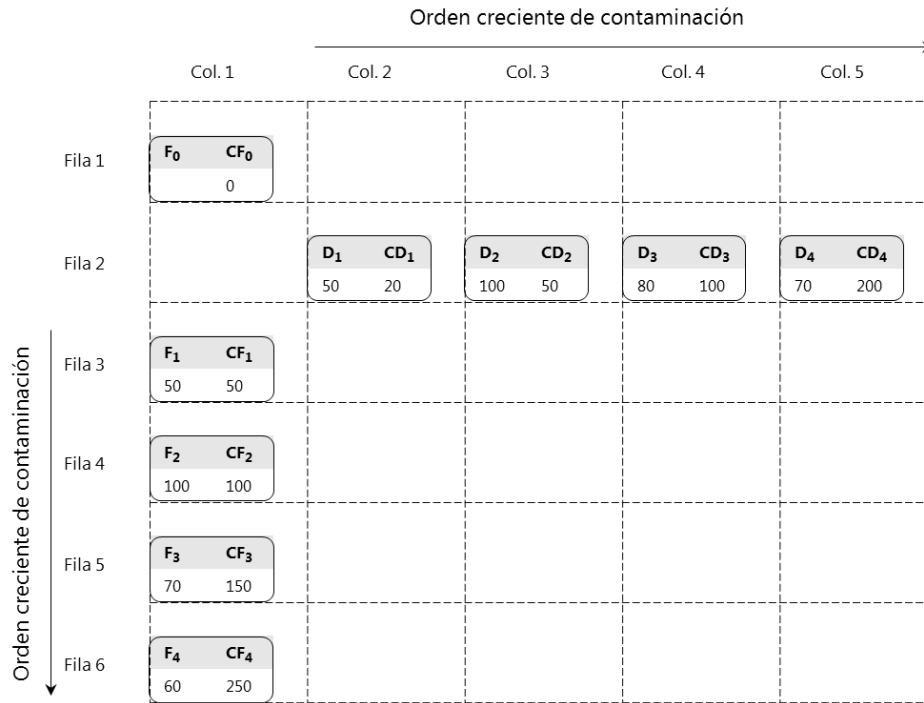 Orden creciente de contaminación
Col. 1 Col. 2 Col. 3 Col. 4 Col. 5
Fila 1
F₀ CF₀
0
Fila 2
D₁ CD₁ D₂ CD₂ D₃ CD₃ D₄ CD₄
50 20 100 50 80 100 70 200
Orden creciente de contaminación
Fila 3
F₁ CF₁
50 50
Fila 4
F₂ CF₂
100 100
Fila 5
F₃ CF₃
70 150
Fila 6
F₄ CF₄
60 250